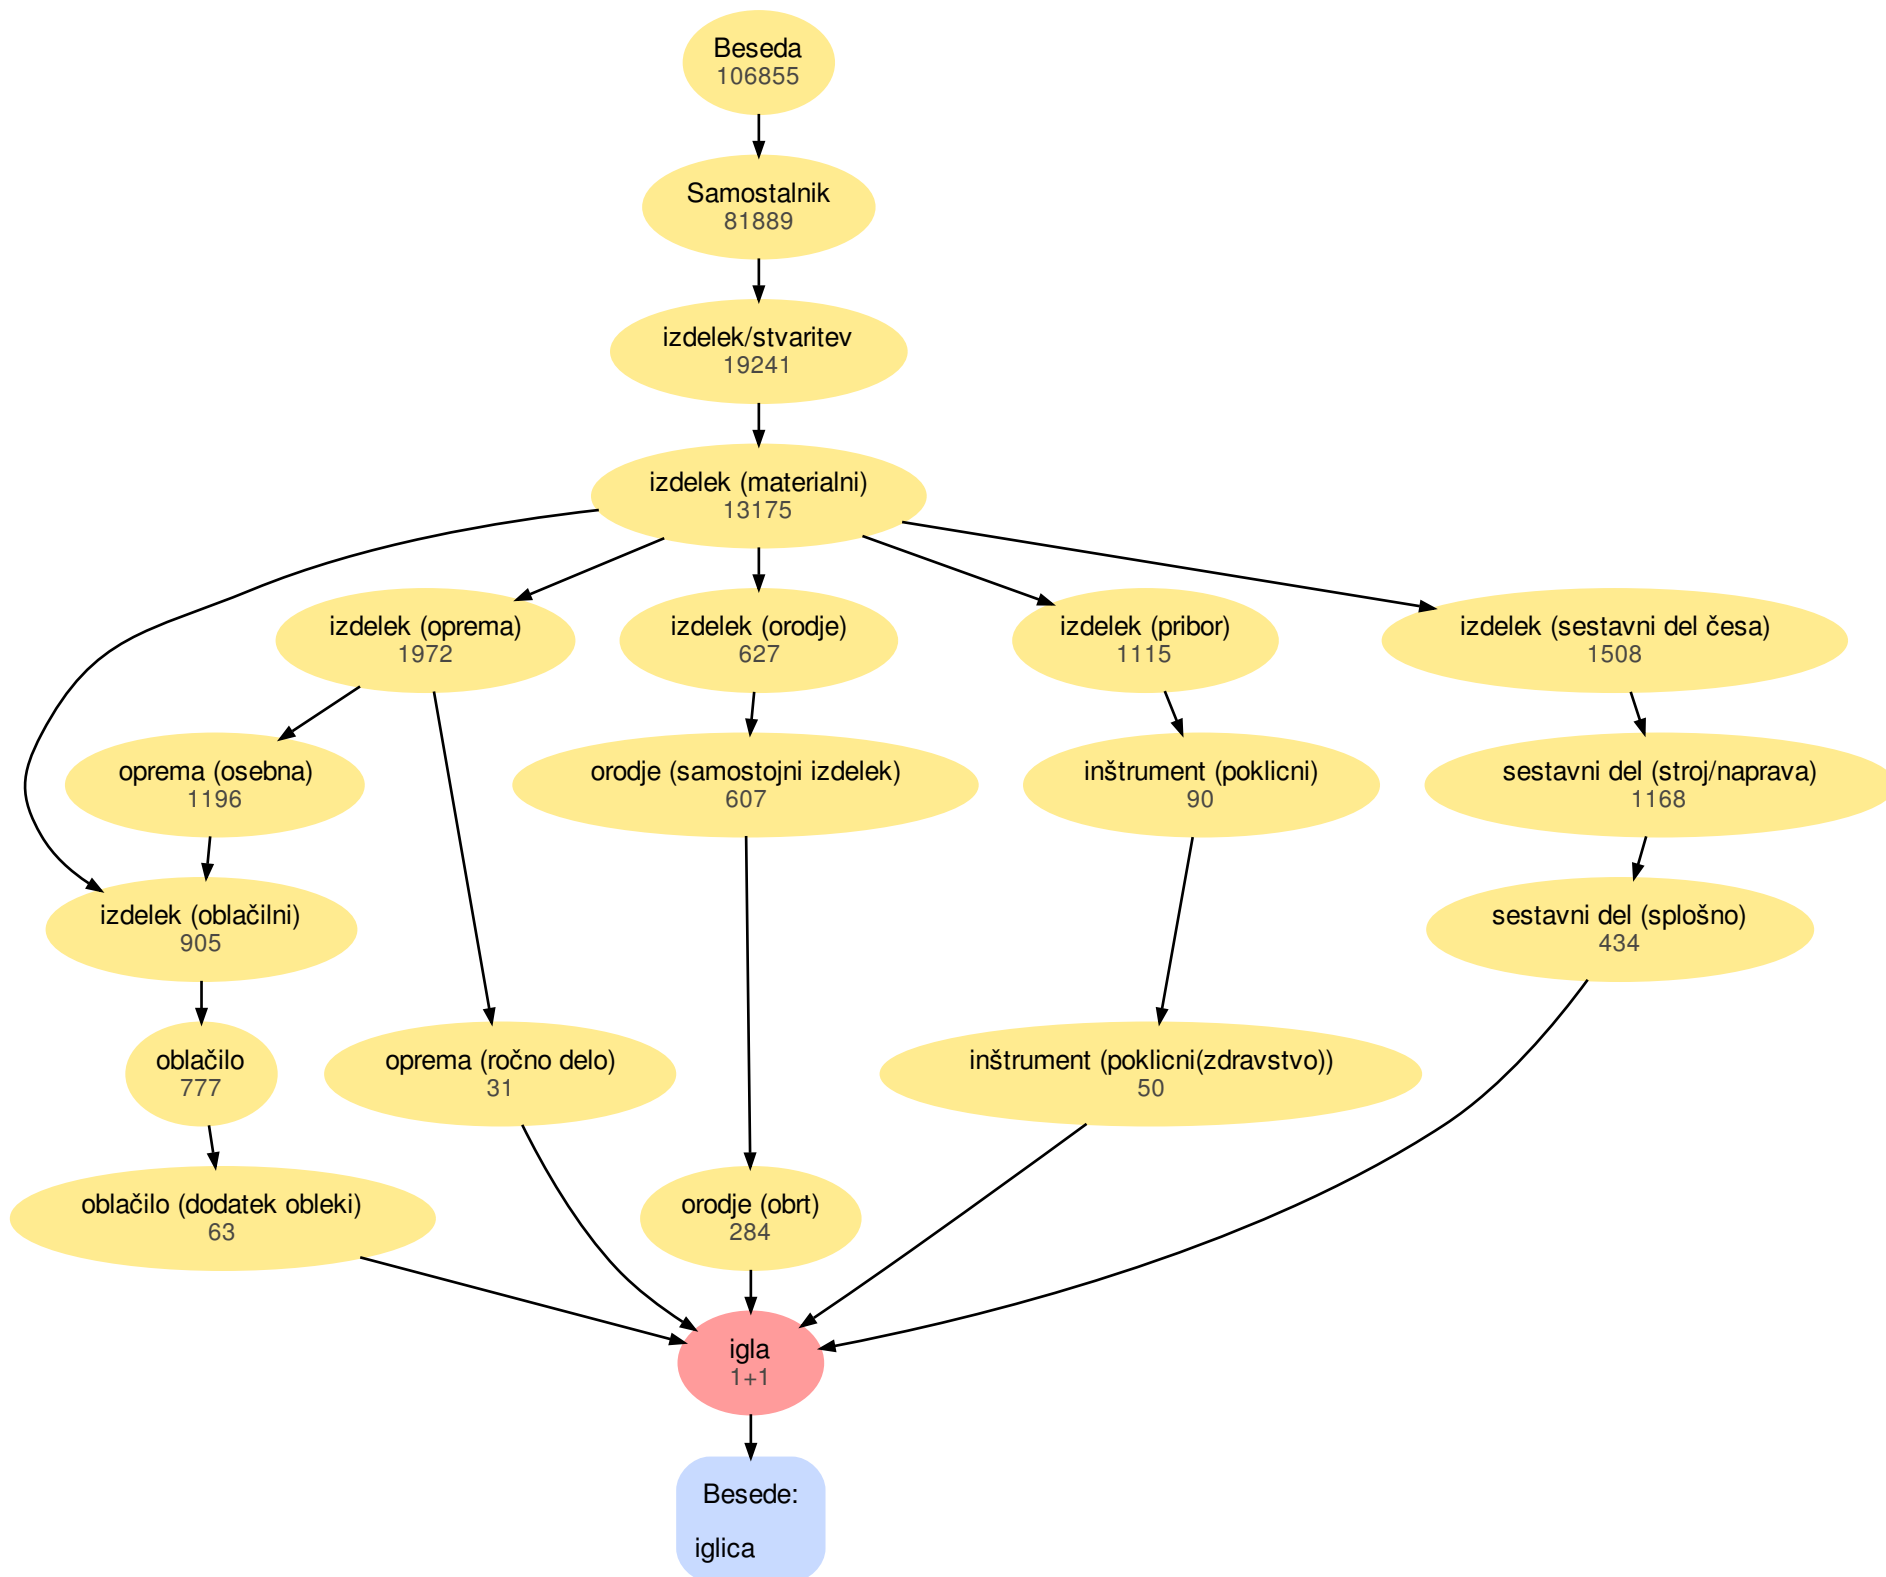 Beseda
106855
Samostalnik
81889
izdelek/stvaritev
19241
izdelek (materialni)
13175
izdelek (oprema)
1972
izdelek (orodje)
627
izdelek (pribor)
1115
izdelek (sestavni del česa)
1508
oprema (osebna)
1196
orodje (samostojni izdelek)
607
inštrument (poklicni)
90
sestavni del (stroj/naprava)
1168
izdelek (oblačilni)
905
sestavni del (splošno)
434
oblačilo
777
oprema (ročno delo)
31
inštrument (poklicni(zdravstvo))
50
oblačilo (dodatek obleki)
63
orodje (obrt)
284
igla
1+1
Besede:
iglica